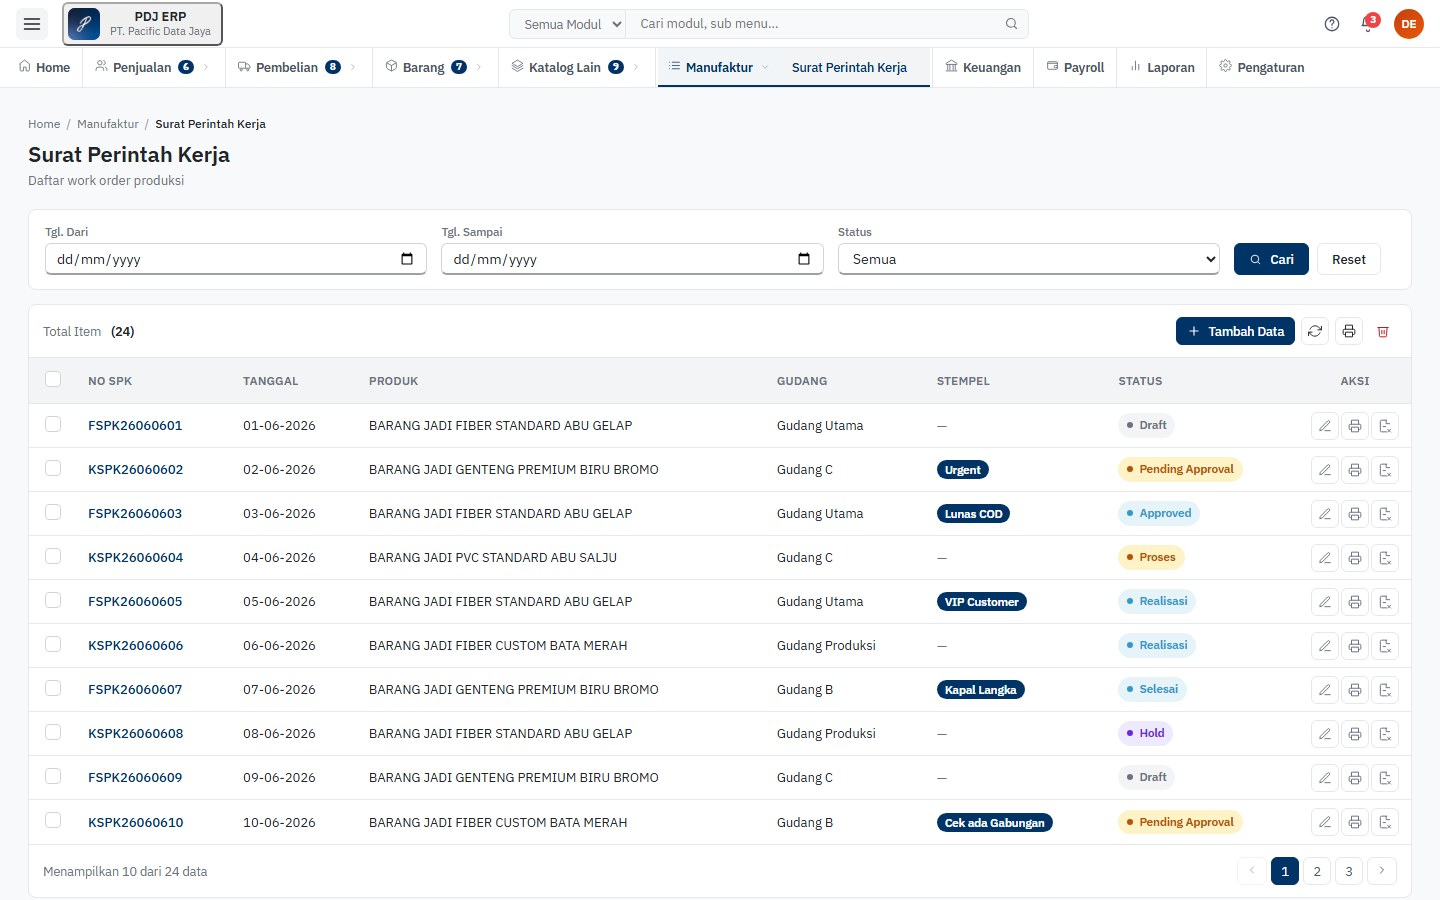 PDJ ERP
PT. Pacific Data Jaya
Semua Modul
Cari modul, sub menu...
3
DE
Home
Penjualan 6
Pembelian 8
Barang 7
Katalog Lain 9
Manufaktur
Surat Perintah Kerja
Keuangan
Payroll
Laporan
Pengaturan
Home / Manufaktur / Surat Perintah Kerja
Surat Perintah Kerja
Daftar work order produksi
Tgl. Dari
Tgl. Sampai
Status
dd/mm/yyyy
dd/mm/yyyy
Semua
Cari
Reset
Total Item (24)
Tambah Data
NO SPK TANGGAL PRODUK GUDANG STEMPEL STATUS AKSI
FSPK26060601 01-06-2026 BARANG JADI FIBER STANDARD ABU GELAP Gudang Utama — Draft
KSPK26060602 02-06-2026 BARANG JADI GENTENG PREMIUM BIRU BROMO Gudang C Urgent Pending Approval
FSPK26060603 03-06-2026 BARANG JADI FIBER STANDARD ABU GELAP Gudang Utama Lunas COD Approved
KSPK26060604 04-06-2026 BARANG JADI PVC STANDARD ABU SALJU Gudang C — Proses
FSPK26060605 05-06-2026 BARANG JADI FIBER STANDARD ABU GELAP Gudang Utama VIP Customer Realisasi
KSPK26060606 06-06-2026 BARANG JADI FIBER CUSTOM BATA MERAH Gudang Produksi — Realisasi
FSPK26060607 07-06-2026 BARANG JADI GENTENG PREMIUM BIRU BROMO Gudang B Kapal Langka Selesai
KSPK26060608 08-06-2026 BARANG JADI FIBER STANDARD ABU GELAP Gudang Produksi — Hold
FSPK26060609 09-06-2026 BARANG JADI GENTENG PREMIUM BIRU BROMO Gudang C — Draft
KSPK26060610 10-06-2026 BARANG JADI FIBER CUSTOM BATA MERAH Gudang B Cek ada Gabungan Pending Approval
Menampilkan 10 dari 24 data
1 2 3